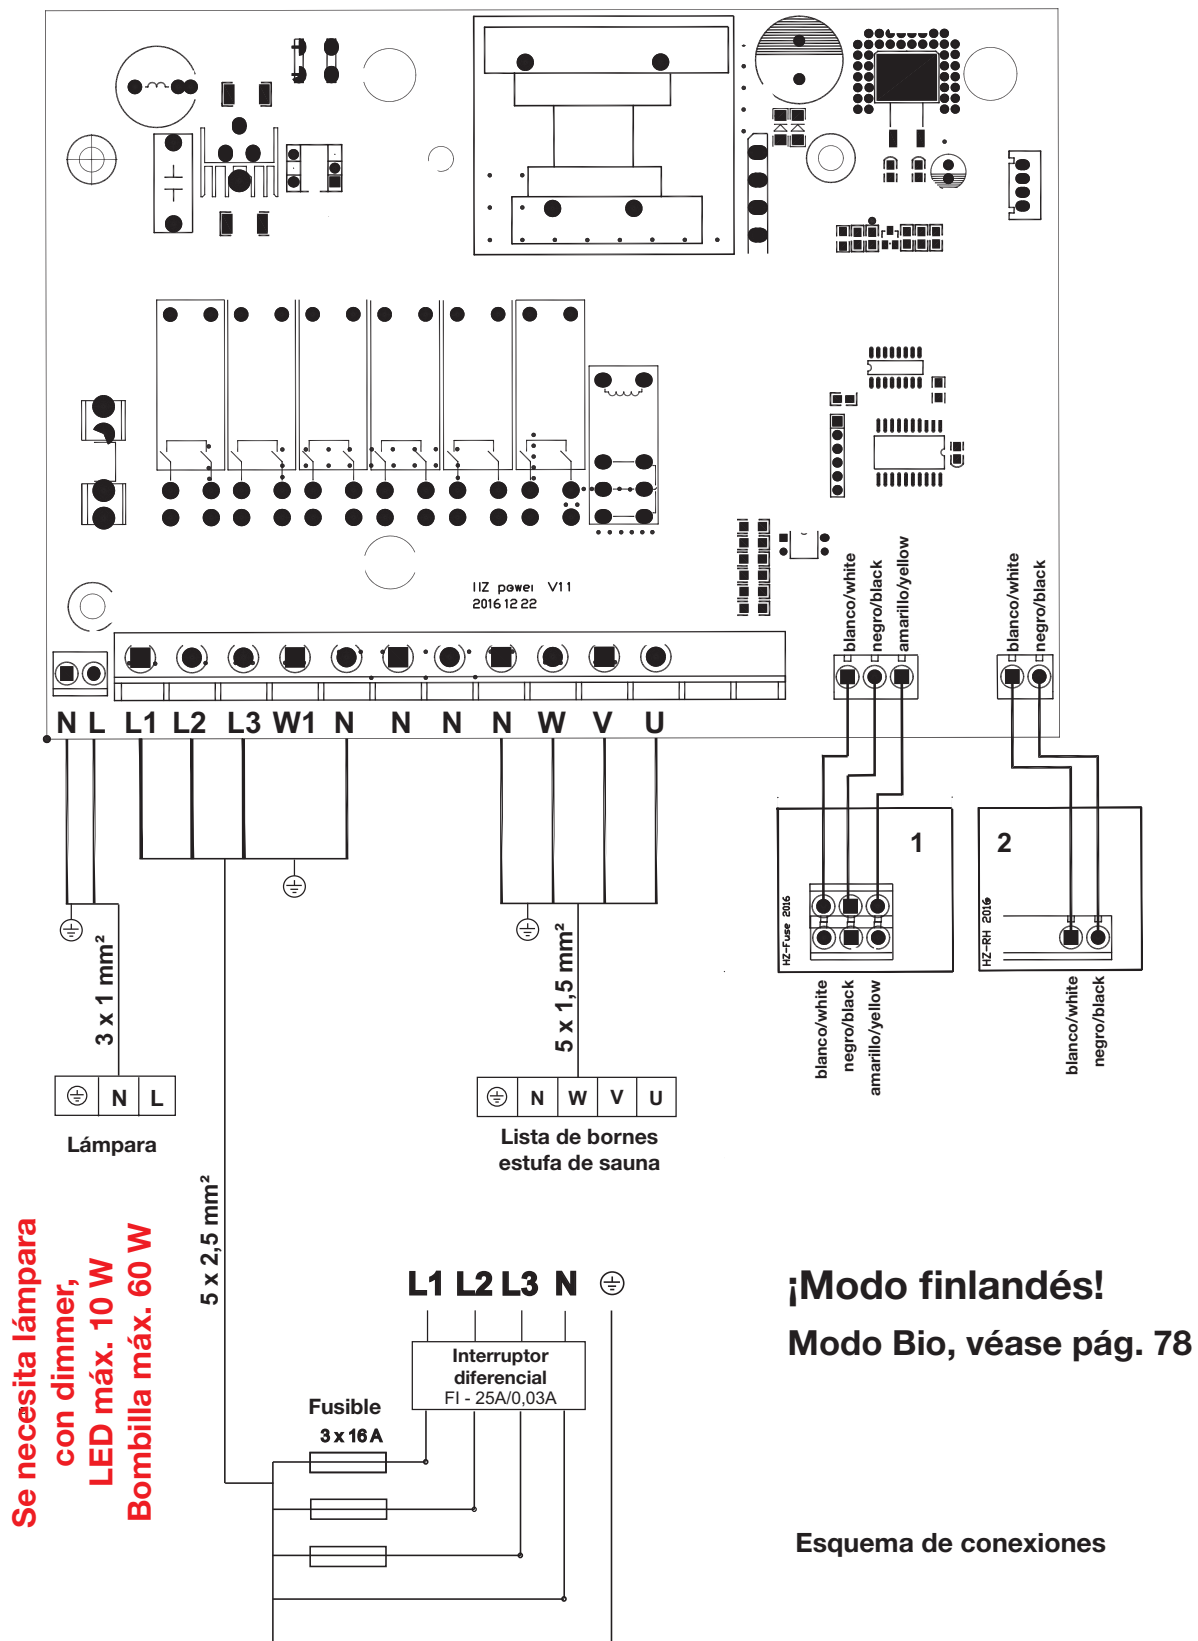 IIZ power V11
2016 12 22
blanco/white
negro/black
amarillo/yellow
blanco/white
negro/black
N L L1 L2 L3 W1 N N N N W V U
1
2
HZ-Fuse 2016
HZ-RH 2016
blanco/white
negro/black
amarillo/yellow
blanco/white
negro/black
3 x 1 mm²
5 x 1,5 mm²
N L
Lámpara
N W V U
Lista de bornes
estufa de sauna
5 x 2,5 mm²
Se necesita lámpara
con dimmer,
LED máx. 10 W
Bombilla máx. 60 W
L1 L2 L3 N
Interruptor
diferencial
FI - 25A/0,03A
Fusible
3 x 16 A
¡Modo finlandés!
Modo Bio, véase pág. 78
Esquema de conexiones